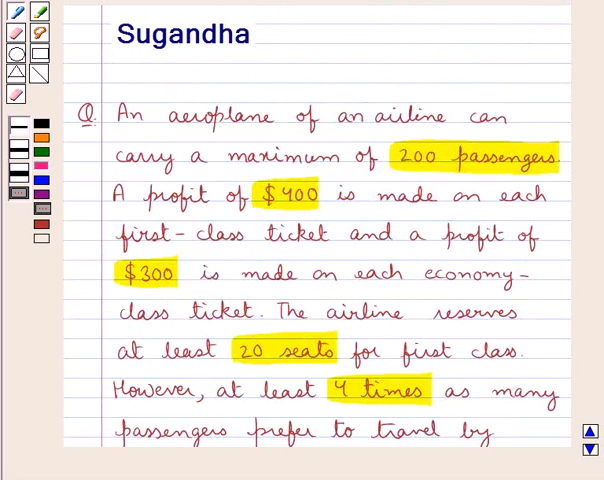 Sugandha
Q. An aeroplane of an airline can
carry a maximum of 200 passengers.
A profit of $400 is made on each
first-class ticket and a profit of
$300 is made on each economy-
class ticket. The airline reserves
at least 20 seats for first class.
However, at least 4 times as many
passengers prefer to travel by